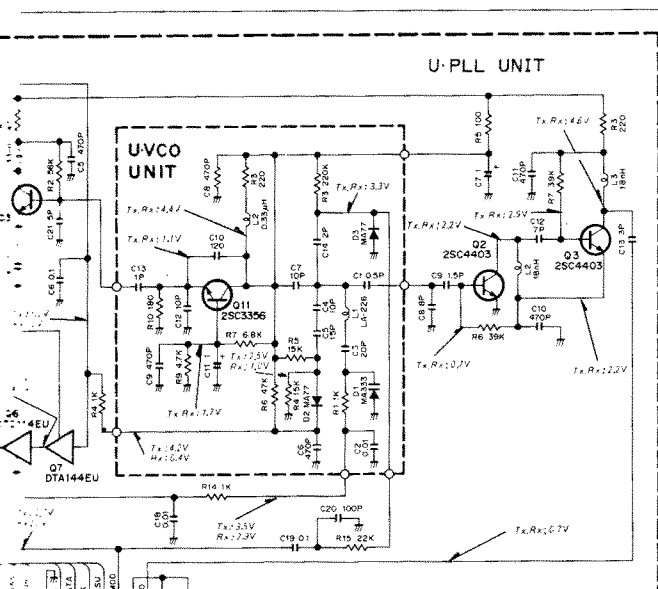 U·PLL UNIT
U·VCO
UNIT
R2 56K
C5 470P
C21 5P
C6 0.1
Tx,Rx;4.4V
Tx,Rx;1.1V
C8 470P
R3
220
L2
0.33μH
R3 220K
Tx,Rx;3.3V
D3
MA77
C14 2P
C10
120
C13
1P
R10 180
C12 10P
Q11
2SC3356
C7
10P
C1 0.5P
C4
10P
C5
15P
L1
LA-226
C3
20P
R7 6.8K
R5
15K
C9 470P
R9 47K
C11 1
Tx;2.5V
Rx;1.0V
R6 47K
R4 15K
D2 MA77
R1 1K
D1
MA333
Tx,Rx;1.7V
C6
470P
C2
0.01
Tx;4.2V
Rx;0.4V
R4 1K
Q7
DTA144EU
R5 100
C7 1
C11
470P
R7 39K
Tx,Rx;4.6V
R3
220
L3
18nH
C13 3P
Tx,Rx;2.2V
Tx,Rx;2.9V
C12
7P
Q2
2SC4403
Q3
2SC4403
L2
18nH
C9 1.5P
C8 8P
R6 39K
C10
470P
Tx,Rx;0.7V
Tx,Rx;2.2V
R14 1K
C18
0.01
Tx;3.5V
Rx;2.9V
C20 100P
C19 0.1
R15 22K
Tx,Rx;0.7V